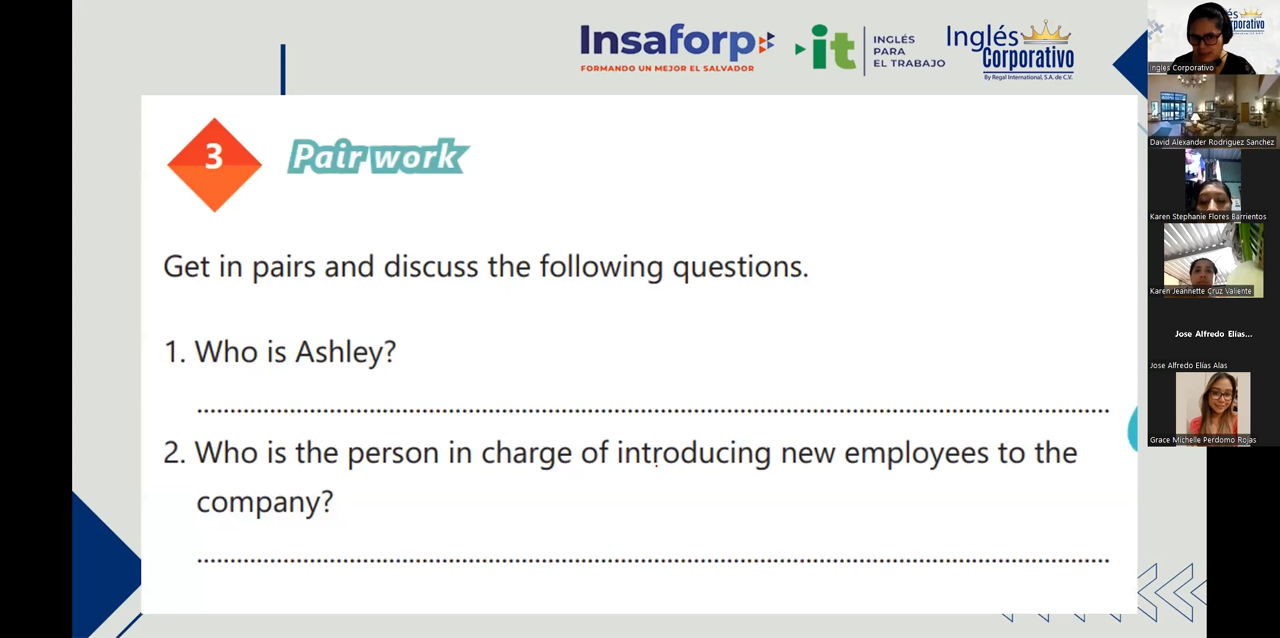 Insaforp
FORMANDO UN MEJOR EL SALVADOR
it
INGLÉS
PARA
EL TRABAJO
Inglés
Corporativo
By Regal International, S.A. de C.V.
3
Pair work
Get in pairs and discuss the following questions.
1. Who is Ashley?
2. Who is the person in charge of introducing new employees to the
company?
Inglés Corporativo
David Alexander Rodriguez Sanchez
Karen Stephanie Flores Barrientos
Karen Jeannette Cruz Valiente
Jose Alfredo Elías...
Jose Alfredo Elías Alas
Grace Michelle Perdomo Rojas